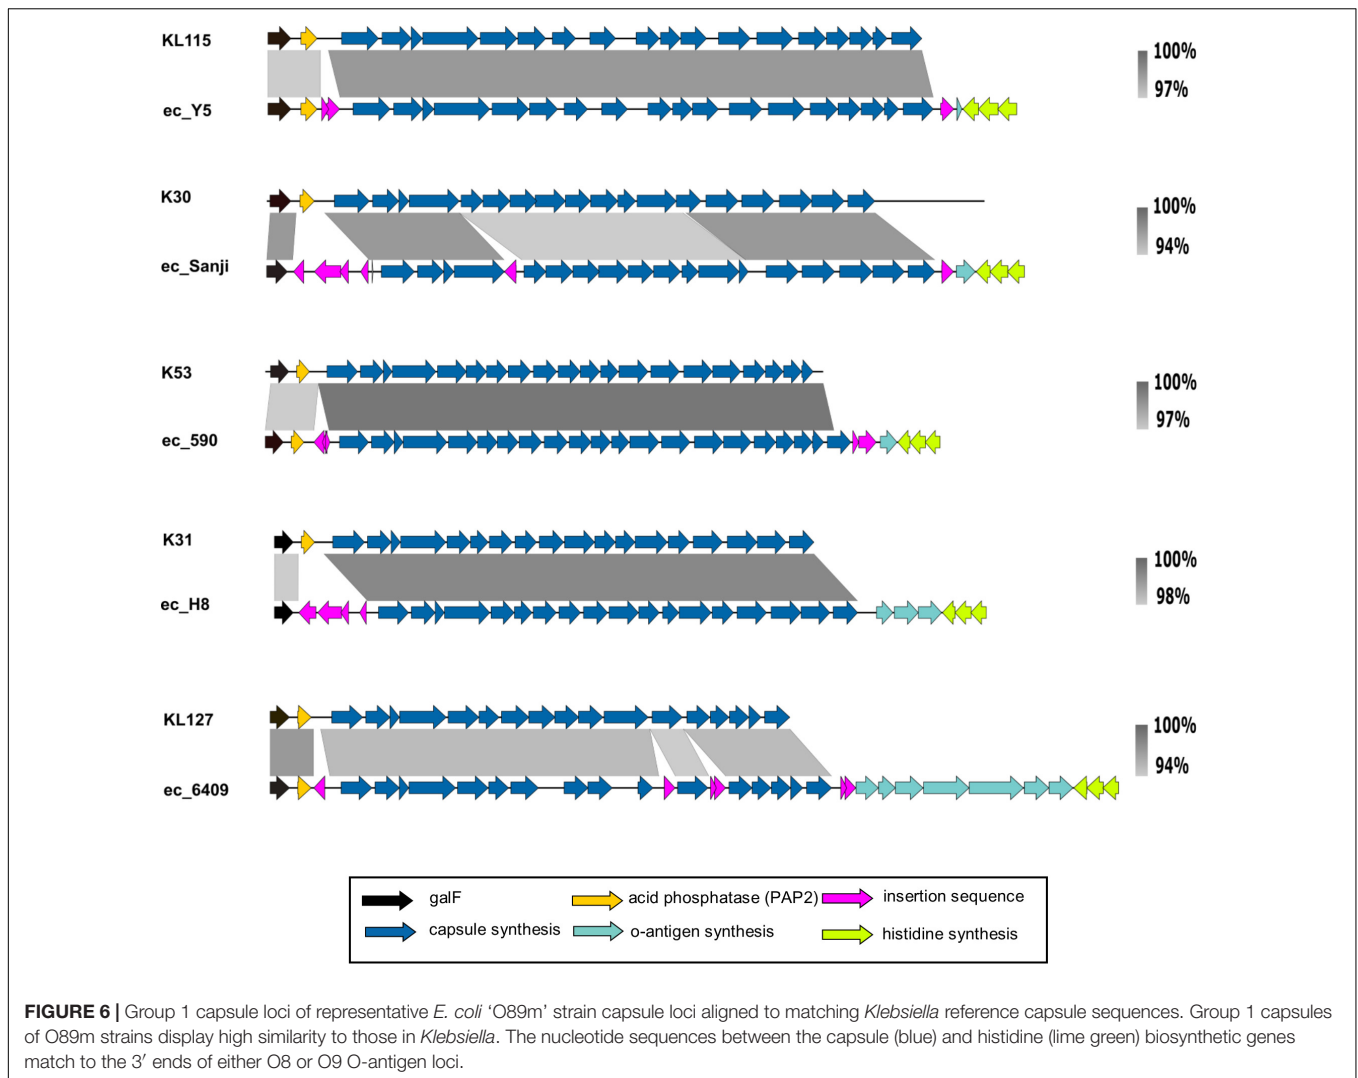 KL115
100%
97%
ec_Y5
K30
100%
94%
ec_Sanji
K53
100%
97%
ec_590
K31
100%
98%
ec_H8
KL127
100%
94%
ec_6409
galF
acid phosphatase (PAP2)
insertion sequence
capsule synthesis
o-antigen synthesis
histidine synthesis
FIGURE 6 | Group 1 capsule loci of representative E. coli ‘O89m’ strain capsule loci aligned to matching Klebsiella reference capsule sequences. Group 1 capsules
of O89m strains display high similarity to those in Klebsiella. The nucleotide sequences between the capsule (blue) and histidine (lime green) biosynthetic genes
match to the 3′ ends of either O8 or O9 O-antigen loci.